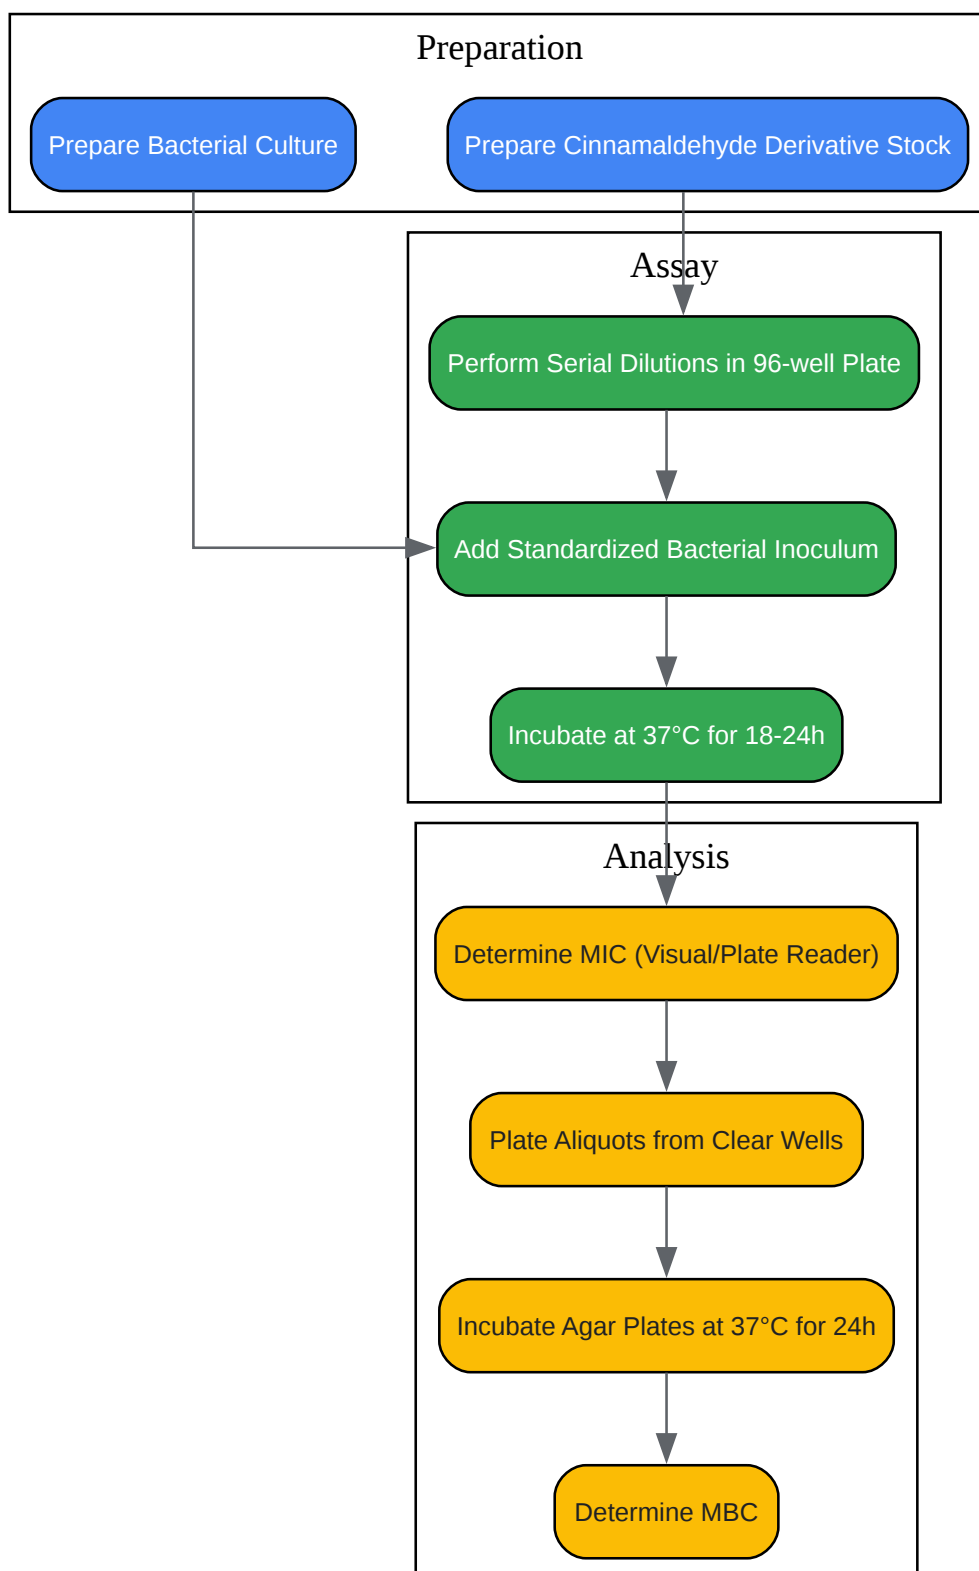 Preparation
Prepare Bacterial Culture
Prepare Cinnamaldehyde Derivative Stock
Assay
Perform Serial Dilutions in 96-well Plate
Add Standardized Bacterial Inoculum
Incubate at 37°C for 18-24h
Analysis
Determine MIC (Visual/Plate Reader)
Plate Aliquots from Clear Wells
Incubate Agar Plates at 37°C for 24h
Determine MBC